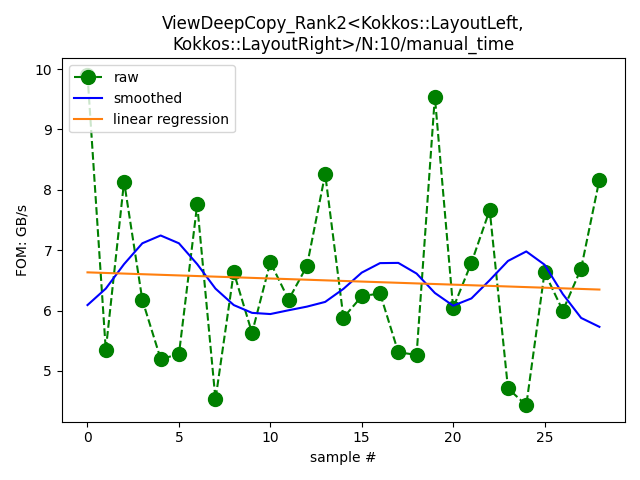 ViewDeepCopy_Rank2<Kokkos::LayoutLeft,
Kokkos::LayoutRight>/N:10/manual_time
raw
smoothed
linear regression
FOM: GB/s
10
9
8
7
6
5
0
5
10
15
20
25
sample #